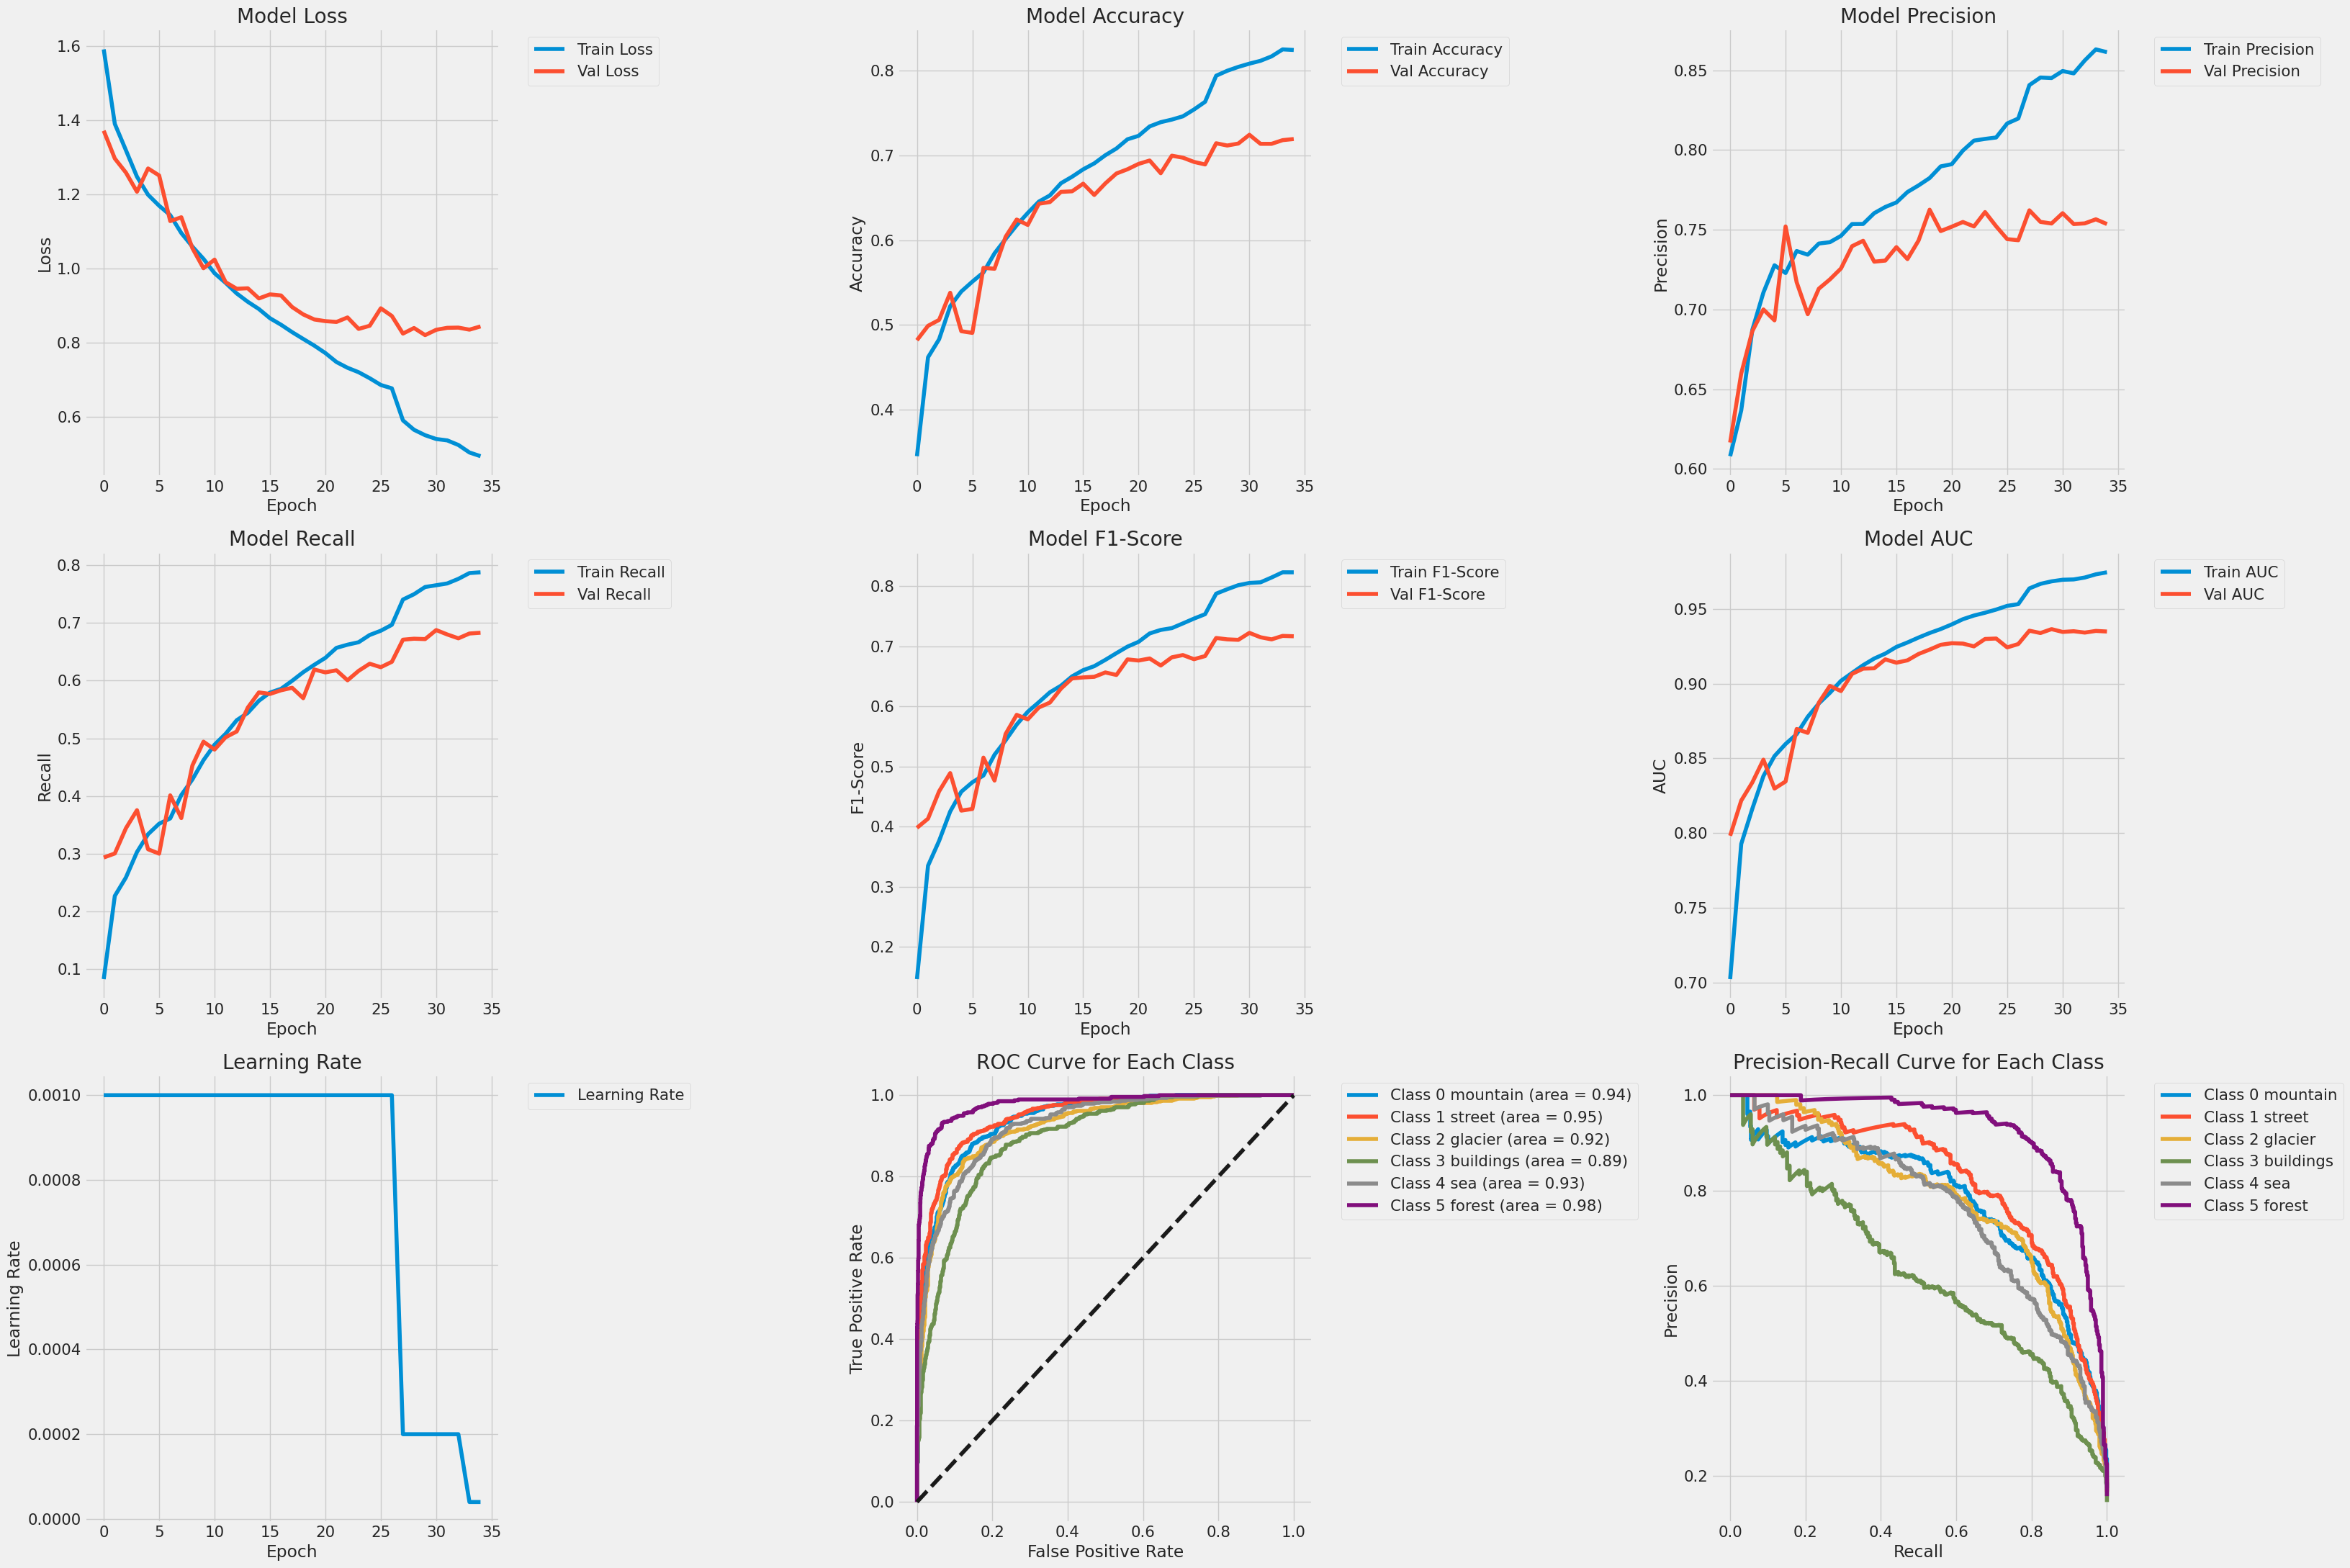 Model Loss
1.6
1.4
1.2
1.0
0.8
0.6
Loss
0
5
10
15
20
25
30
35
Epoch
Train Loss
Val Loss
Model Accuracy
0.8
0.7
0.6
0.5
0.4
Accuracy
0
5
10
15
20
25
30
35
Epoch
Train Accuracy
Val Accuracy
Model Precision
0.85
0.80
0.75
0.70
0.65
0.60
Precision
0
5
10
15
20
25
30
35
Epoch
Train Precision
Val Precision
Model Recall
0.8
0.7
0.6
0.5
0.4
0.3
0.2
0.1
Recall
0
5
10
15
20
25
30
35
Epoch
Train Recall
Val Recall
Model F1-Score
0.8
0.7
0.6
0.5
0.4
0.3
0.2
F1-Score
0
5
10
15
20
25
30
35
Epoch
Train F1-Score
Val F1-Score
Model AUC
0.95
0.90
0.85
0.80
0.75
0.70
AUC
0
5
10
15
20
25
30
35
Epoch
Train AUC
Val AUC
Learning Rate
0.0010
0.0008
0.0006
0.0004
0.0002
0.0000
Learning Rate
0
5
10
15
20
25
30
35
Epoch
Learning Rate
ROC Curve for Each Class
1.0
0.8
0.6
0.4
0.2
0.0
True Positive Rate
0.0
0.2
0.4
0.6
0.8
1.0
False Positive Rate
Class 0 mountain (area = 0.94)
Class 1 street (area = 0.95)
Class 2 glacier (area = 0.92)
Class 3 buildings (area = 0.89)
Class 4 sea (area = 0.93)
Class 5 forest (area = 0.98)
Precision-Recall Curve for Each Class
1.0
0.8
0.6
0.4
0.2
Precision
0.0
0.2
0.4
0.6
0.8
1.0
Recall
Class 0 mountain
Class 1 street
Class 2 glacier
Class 3 buildings
Class 4 sea
Class 5 forest